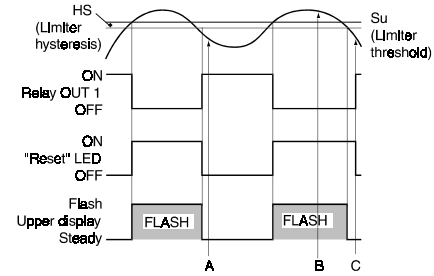 HS
(Limiter
hysteresis)
Su
(Limiter
threshold)
ON
Relay OUT 1
OFF
ON
"Reset" LED
OFF
Flash
Upper display
Steady
FLASH
FLASH
A
B
C